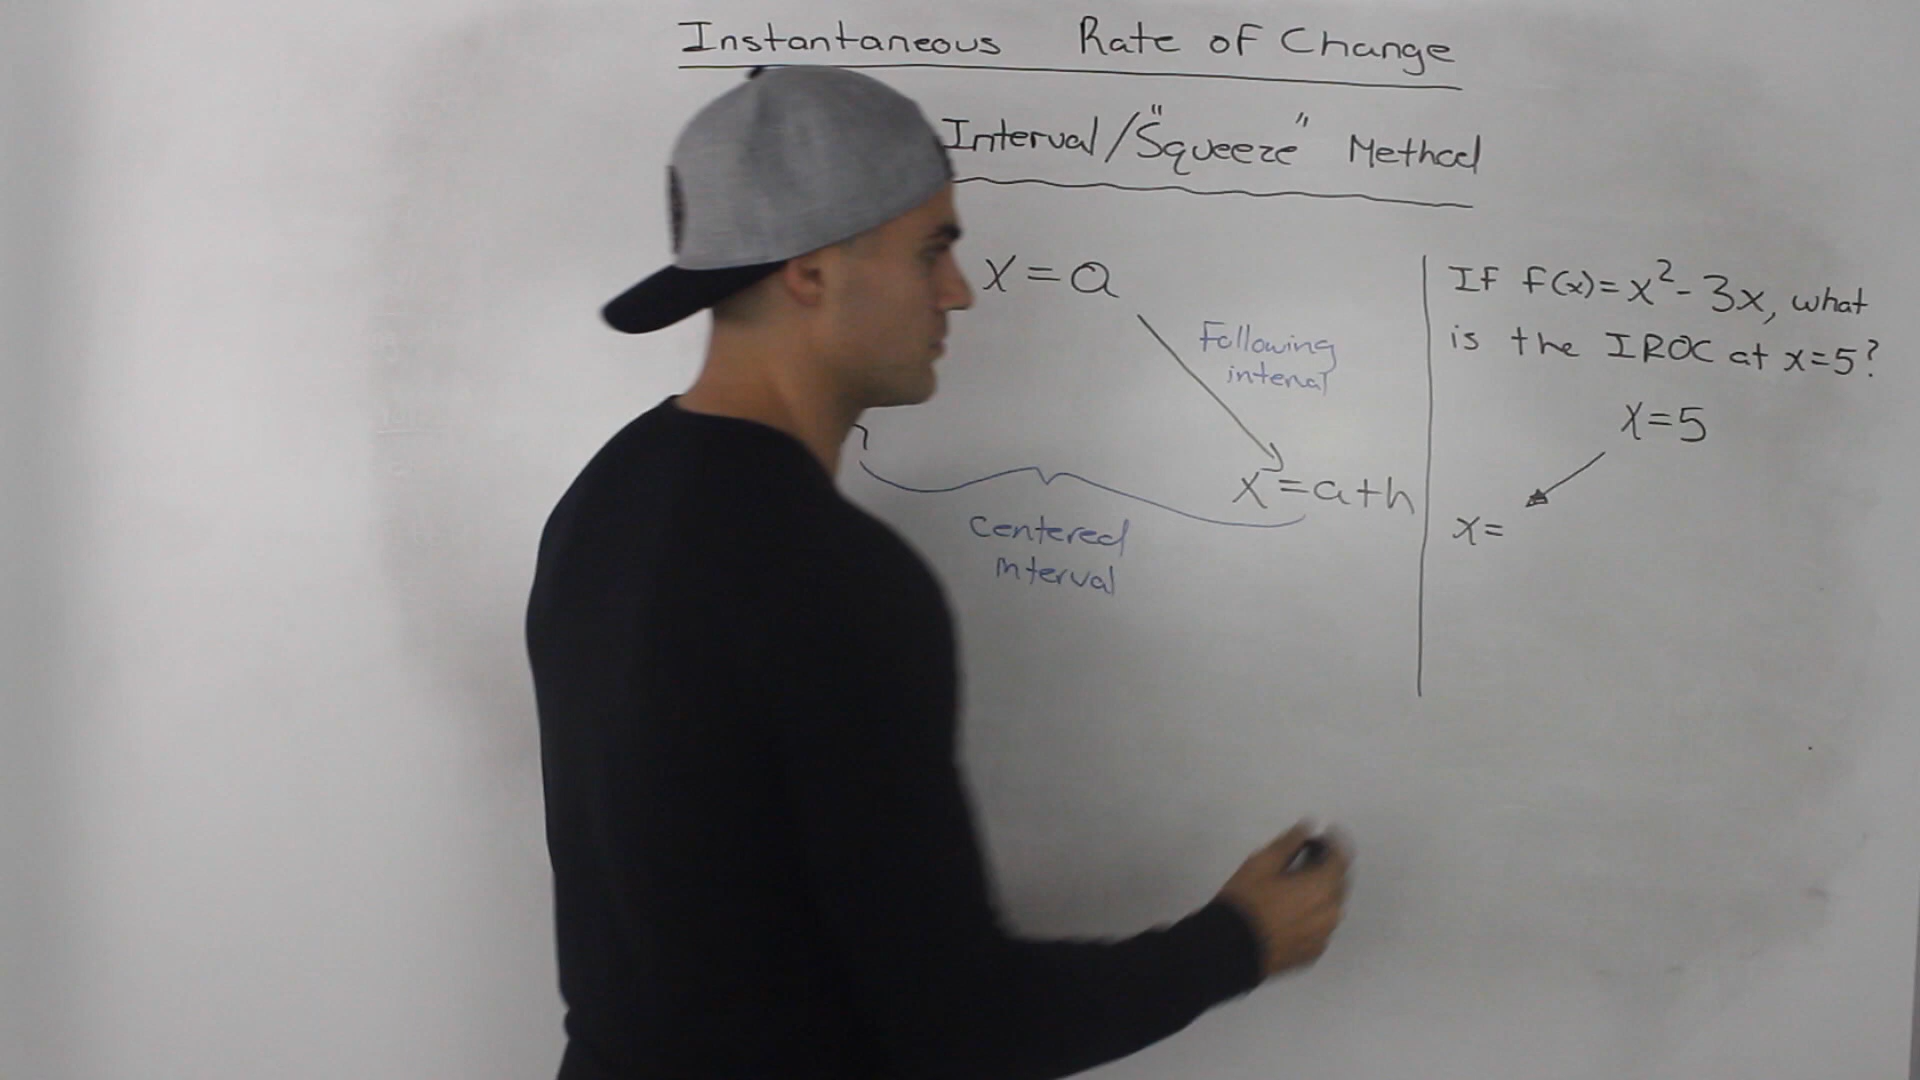 Instantaneous Rate of Change
Interval/"Squeeze" Method
x=a
Following
interval
x=a+h
Centered
interval
If f(x)=x²-3x, what
is the IROC at x=5?
x=5
x=